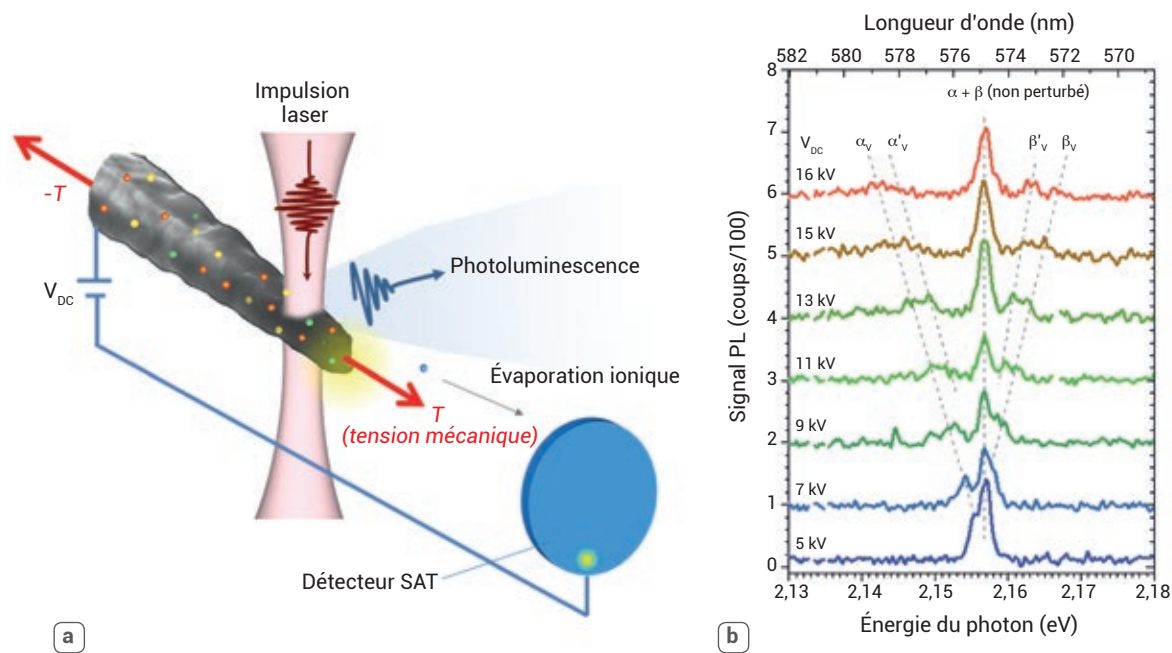 Impulsion
laser
-T
Photoluminescence
V_DC
Évaporation ionique
T
(tension mécanique)
Détecteur SAT
a
Longueur d'onde (nm)
582 580 578 576 574 572 570
8
α + β (non perturbé)
7
V_DC α_V α'_V β'_V β_V
16 kV
6
15 kV
5
13 kV
4
11 kV
3
9 kV
2
7 kV
1
5 kV
0
Signal PL (coups/100)
2,13 2,14 2,15 2,16 2,17 2,18
Énergie du photon (eV)
b